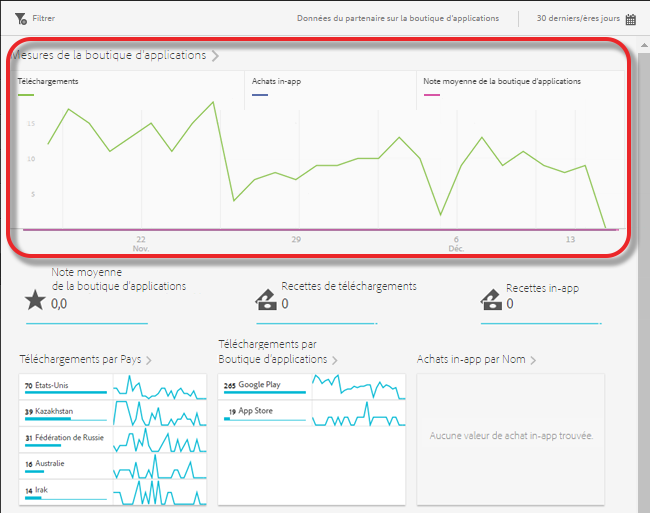 Filtrer
Données du partenaire sur la boutique d'applications
30 derniers/ères jours
Mesures de la boutique d'applications
Téléchargements
Achats in-app
Note moyenne de la boutique d'applications
15
10
5
22
Nov.
29
6
Déc.
13
Note moyenne
de la boutique d'applications
0,0
Recettes de téléchargements
0
Recettes in-app
0
Téléchargements par Pays
70 Etats-Unis
39 Kazakhstan
31 Fédération de Russie
16 Australie
14 Irak
Téléchargements par
Boutique d'applications
265 Google Play
19 App Store
Achats in-app par Nom
Aucune valeur de achat in-app trouvée.